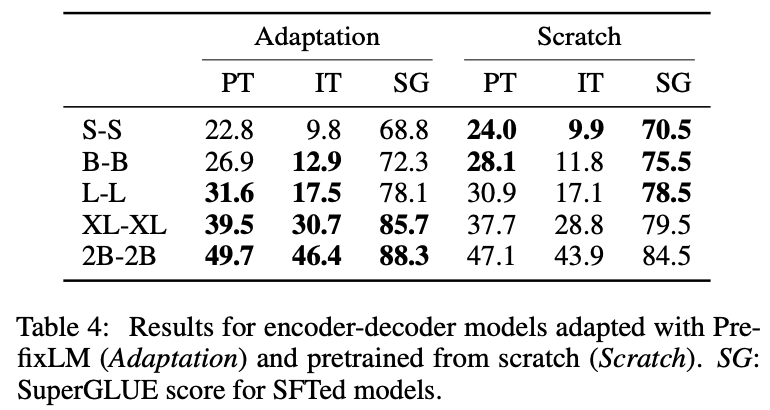 Adaptation Scratch
PT IT SG PT IT SG
S-S 22.8 9.8 68.8 24.0 9.9 70.5
B-B 26.9 12.9 72.3 28.1 11.8 75.5
L-L 31.6 17.5 78.1 30.9 17.1 78.5
XL-XL 39.5 30.7 85.7 37.7 28.8 79.5
2B-2B 49.7 46.4 88.3 47.1 43.9 84.5
Table 4: Results for encoder-decoder models adapted with Pre-
fixLM (Adaptation) and pretrained from scratch (Scratch). SG:
SuperGLUE score for SFTed models.